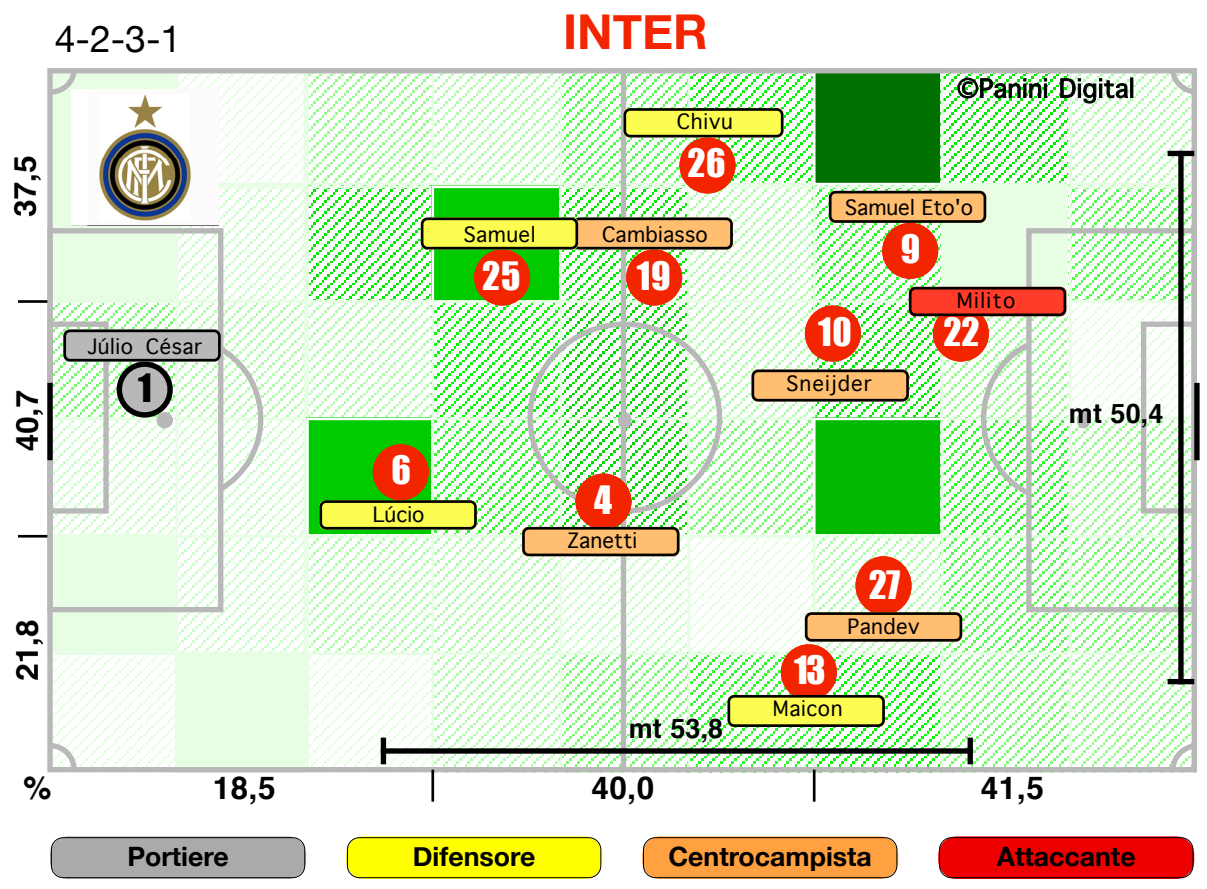 INTER
4-2-3-1
©Panini Digital
Chivu
26
37,5
Samuel Eto'o
9
Samuel
Cambiasso
25
19
Milito
22
10
Júlio César
1
Sneijder
40,7
mt 50,4
6
Lúcio
4
Zanetti
27
Pandev
21,8
13
Maicon
mt 53,8
%
18,5
40,0
41,5
Portiere
Difensore
Centrocampista
Attaccante